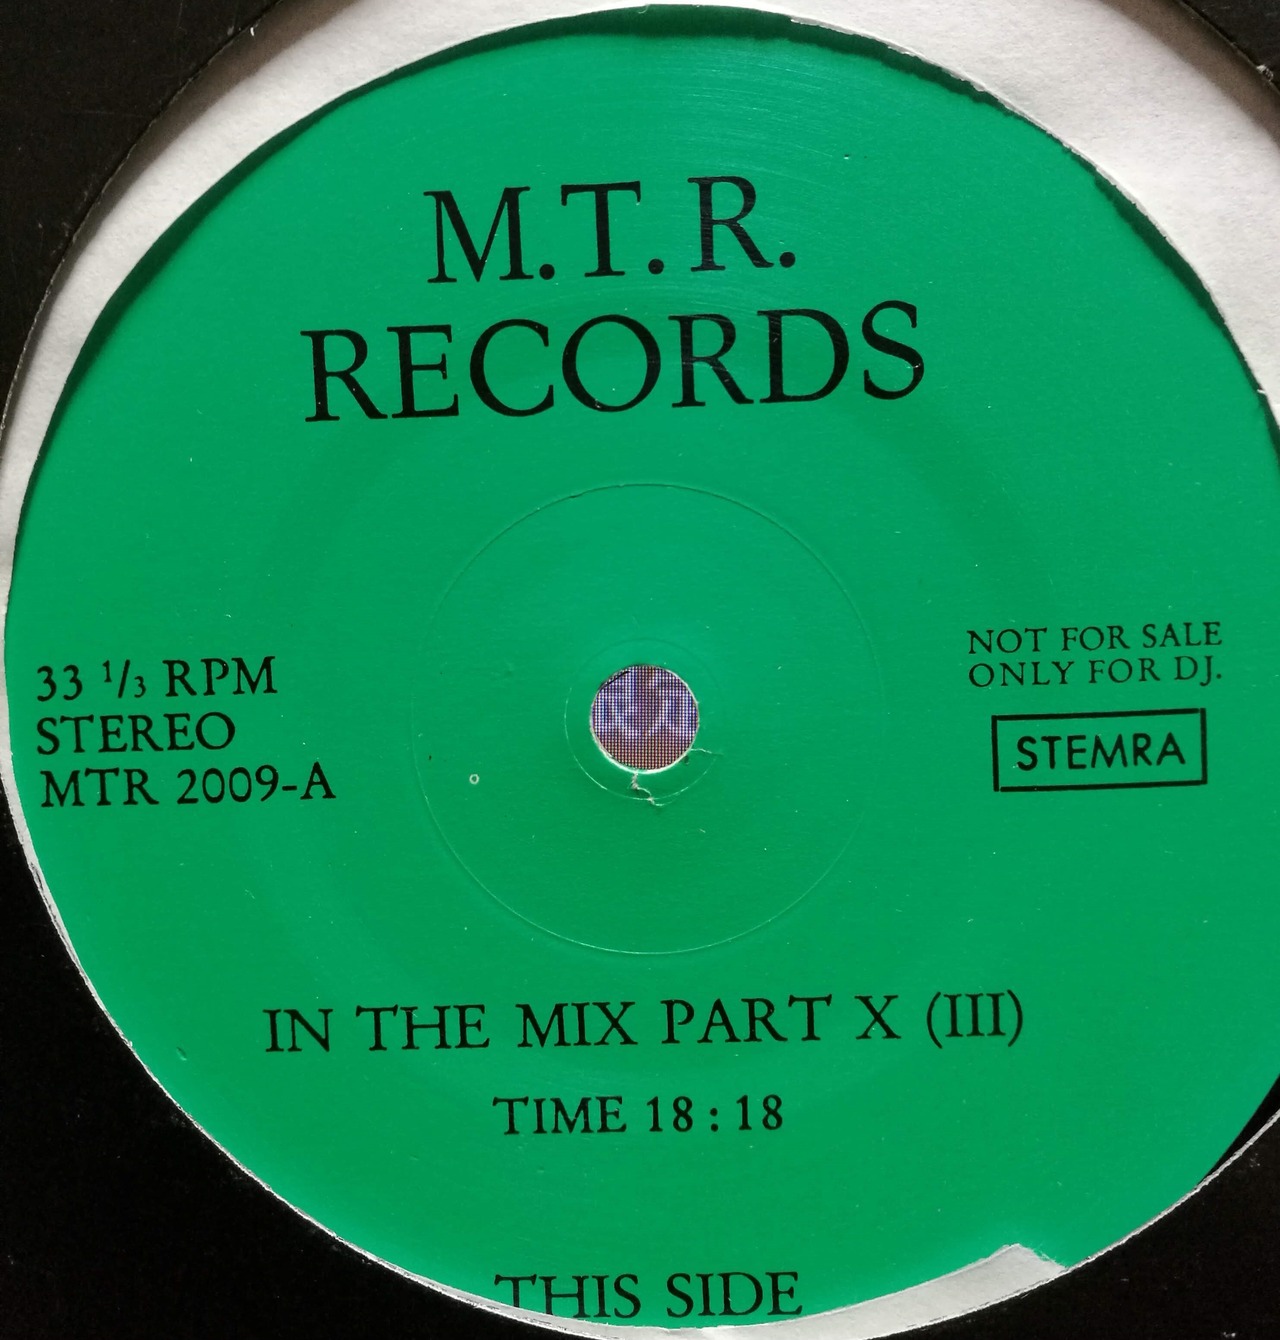 M.T.R.
RECORDS
33 1/3 RPM
STEREO
MTR 2009-A
NOT FOR SALE
ONLY FOR DJ.
STEMRA
IN THE MIX PART X (III)
TIME 18:18
THIS SIDE